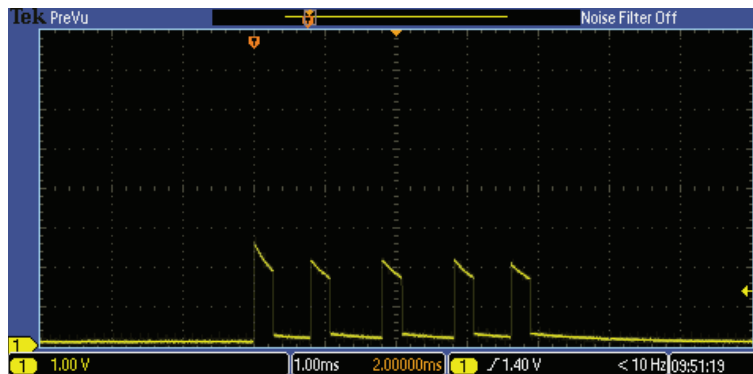 Tek PreVu Noise Filter Off
T
T
1
1 1.00 V 1.00ms 2.00000ms 1 / 1.40 V < 10 Hz 09:51:19